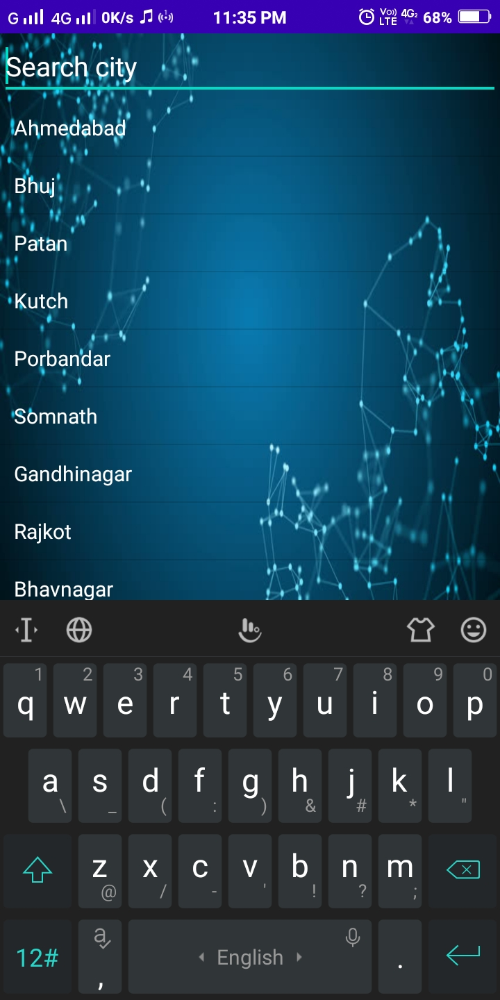 G 4G 0K/s 11:35 PM Vo)) LTE 4G2 68%
Search city
Ahmedabad
Bhuj
Patan
Kutch
Porbandar
Somnath
Gandhinagar
Rajkot
Bhavnagar
1 2 3 4 5 6 7 8 9 0
q w e r t y u i o p
a s d f g h j k l
\ _ ( : ) & # * "
z x c v b n m
@ / - ' ! ? ;
a
12# , English .